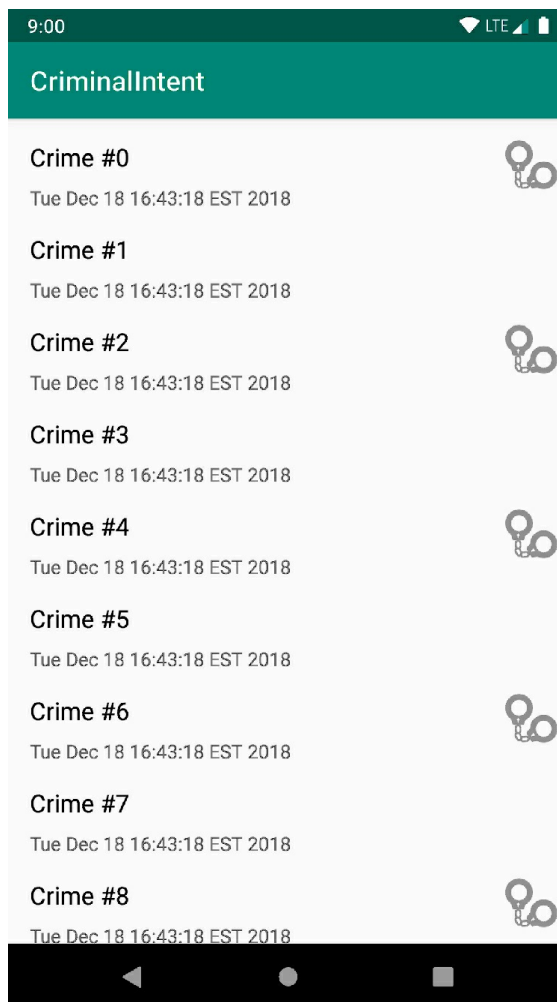 9:00 LTE
CriminalIntent
Crime #0
Tue Dec 18 16:43:18 EST 2018
Crime #1
Tue Dec 18 16:43:18 EST 2018
Crime #2
Tue Dec 18 16:43:18 EST 2018
Crime #3
Tue Dec 18 16:43:18 EST 2018
Crime #4
Tue Dec 18 16:43:18 EST 2018
Crime #5
Tue Dec 18 16:43:18 EST 2018
Crime #6
Tue Dec 18 16:43:18 EST 2018
Crime #7
Tue Dec 18 16:43:18 EST 2018
Crime #8
Tue Dec 18 16:43:18 EST 2018